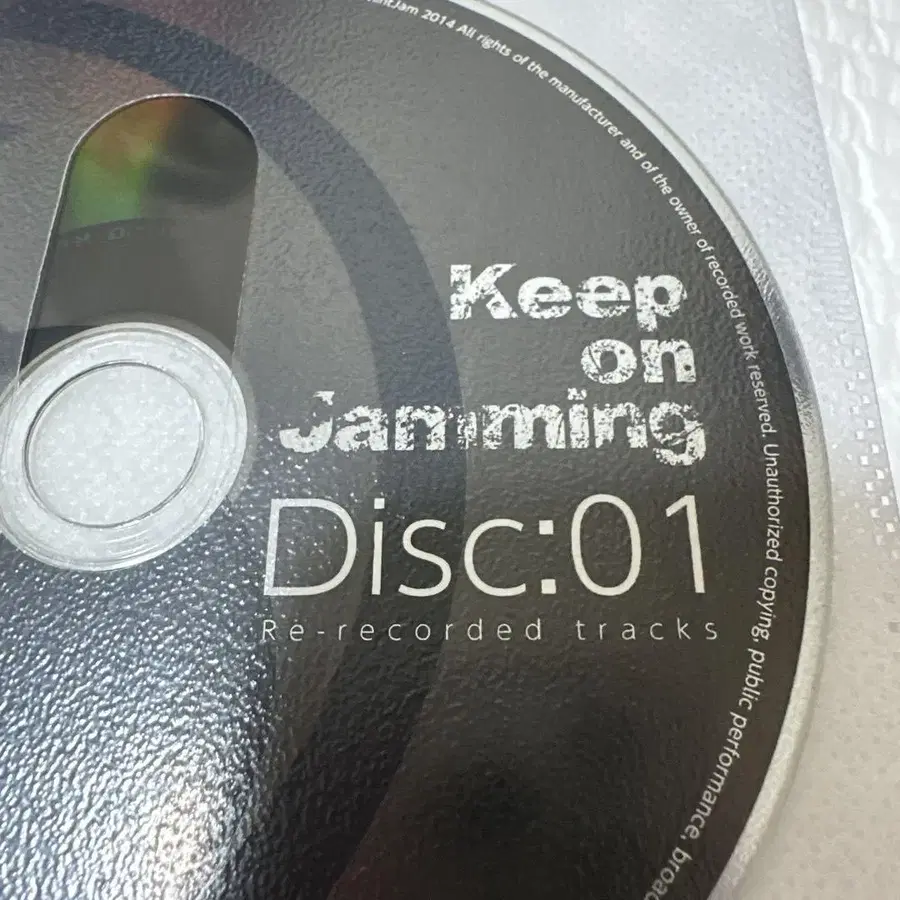 2014 All rights of the manufacturer and of the owner of recorded work reserved. Unauthorized copying, public performance,
Keep
on
Jamming
Disc:01
Re-recorded tracks